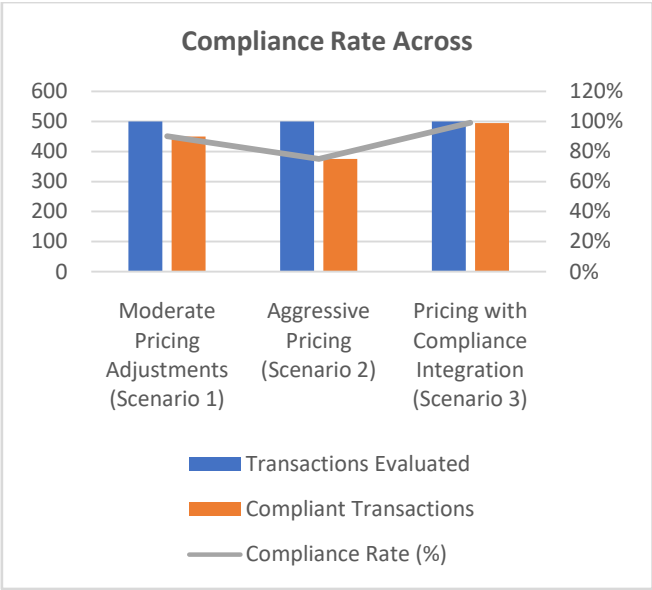 Compliance Rate Across
600
500
400
300
200
100
0
120%
100%
80%
60%
40%
20%
0%
Moderate
Pricing
Adjustments
(Scenario 1)
Aggressive
Pricing
(Scenario 2)
Pricing with
Compliance
Integration
(Scenario 3)
Transactions Evaluated
Compliant Transactions
Compliance Rate (%)